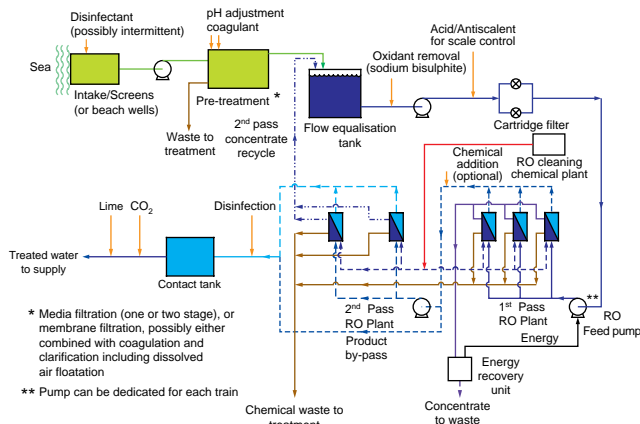 Disinfectant
(possibly intermittent)
pH adjustment
coagulant
Acid/Antiscalent
for scale control
Sea
Oxidant removal
(sodium bisulphite)
Intake/Screens
(or beach wells)
Pre-treatment *
Waste to
treatment
2nd pass
concentrate
recycle
Flow equalisation
tank
Cartridge filter
Chemical
addition
(optional)
RO cleaning
chemical plant
Lime CO2
Disinfection
Treated water
to supply
Contact tank
2nd Pass
RO Plant
1st Pass
RO Plant
**
RO
Feed pump
Product
by-pass
Energy
Energy
recovery
unit
* Media filtration (one or two stage), or
membrane filtration, possibly either
combined with coagulation and
clarification including dissolved
air floatation
** Pump can be dedicated for each train
Chemical waste to
Concentrate
to waste